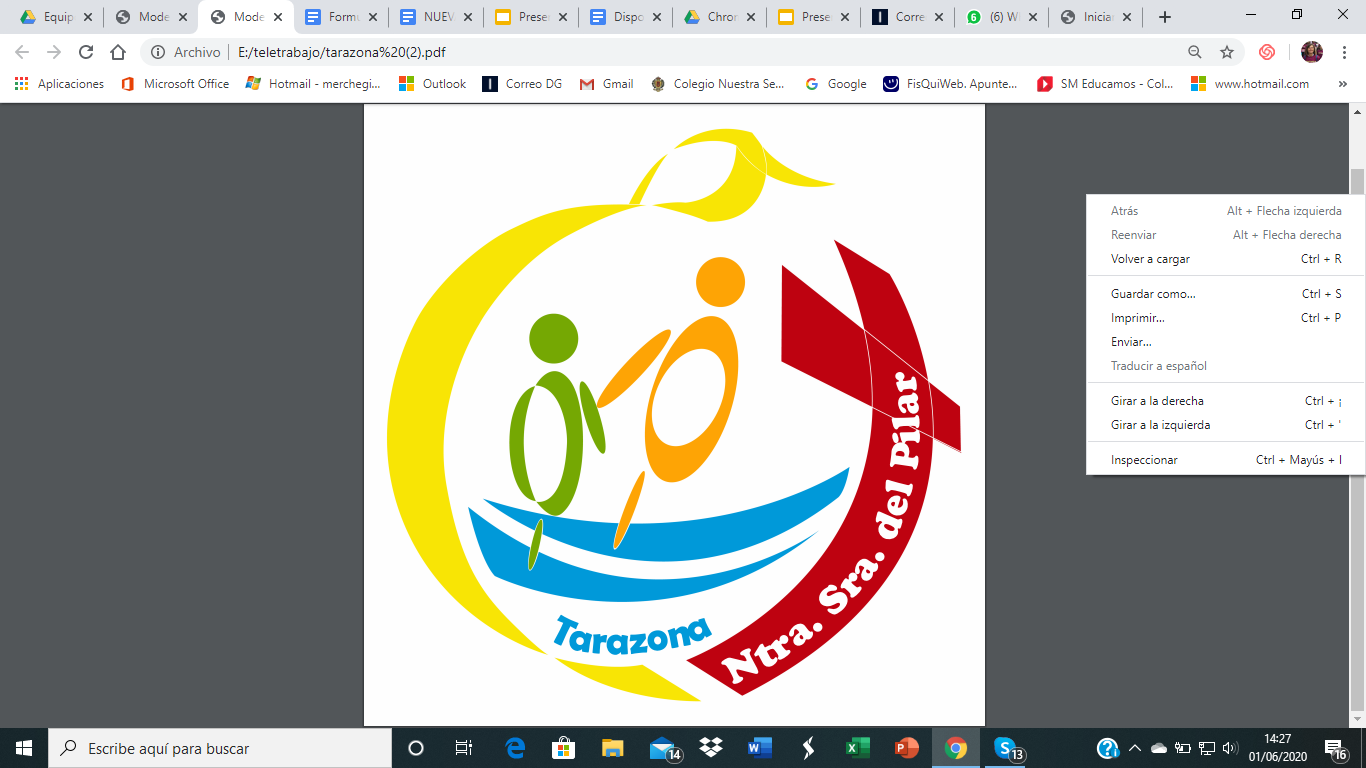 Equip
Mode
Mode
Formu
NUEV
Prese
Dispo
Chron
Prese
Corre
(6) W
Inicia
Archivo | E:/teletrabajo/tarazona%20(2).pdf
Aplicaciones
Microsoft Office
Hotmail - merchegi...
Outlook
Correo DG
Gmail
Colegio Nuestra Se...
Google
FisQuiWeb. Apunte...
SM Educamos - Col...
www.hotmail.com
»
Atrás Alt + Flecha izquierda
Reenviar Alt + Flecha derecha
Volver a cargar Ctrl + R
Guardar como... Ctrl + S
Imprimir... Ctrl + P
Enviar...
Traducir a español
Girar a la derecha Ctrl + ¡
Girar a la izquierda Ctrl + '
Inspeccionar Ctrl + Mayús + I
Tarazona
Ntra. Sra. del Pilar
Escribe aquí para buscar
14
13
14:27
01/06/2020
16